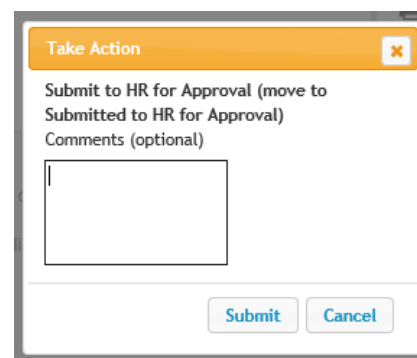 Take Action
Submit to HR for Approval (move to
Submitted to HR for Approval)
Comments (optional)
Submit Cancel